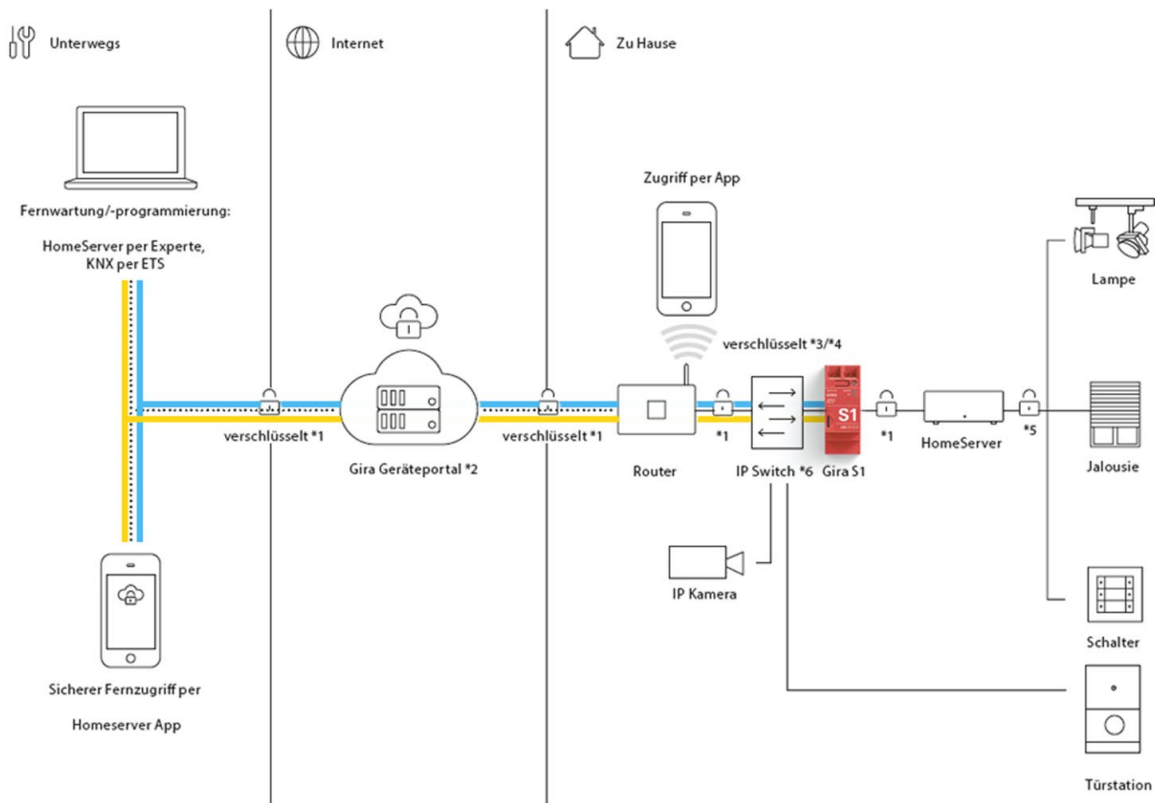 Unterwegs
Internet
Zu Hause
Fernwartung/-programmierung:
HomeServer per Experte,
KNX per ETS
Zugriff per App
Lampe
verschlüsselt *3/*4
S1
verschlüsselt *1
verschlüsselt *1
*1
*1
*5
Gira Geräteportal *2
Router
IP Switch *6
Gira S1
HomeServer
Jalousie
IP Kamera
Schalter
Sicherer Fernzugriff per
Homeserver App
Türstation